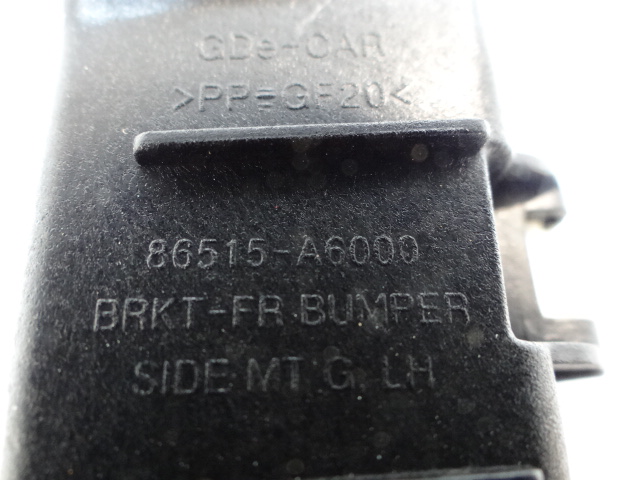 GDe-CAR
>PP-GF20<
86515-A6000
BRKT-FR BUMPER
SIDE MT'G, LH